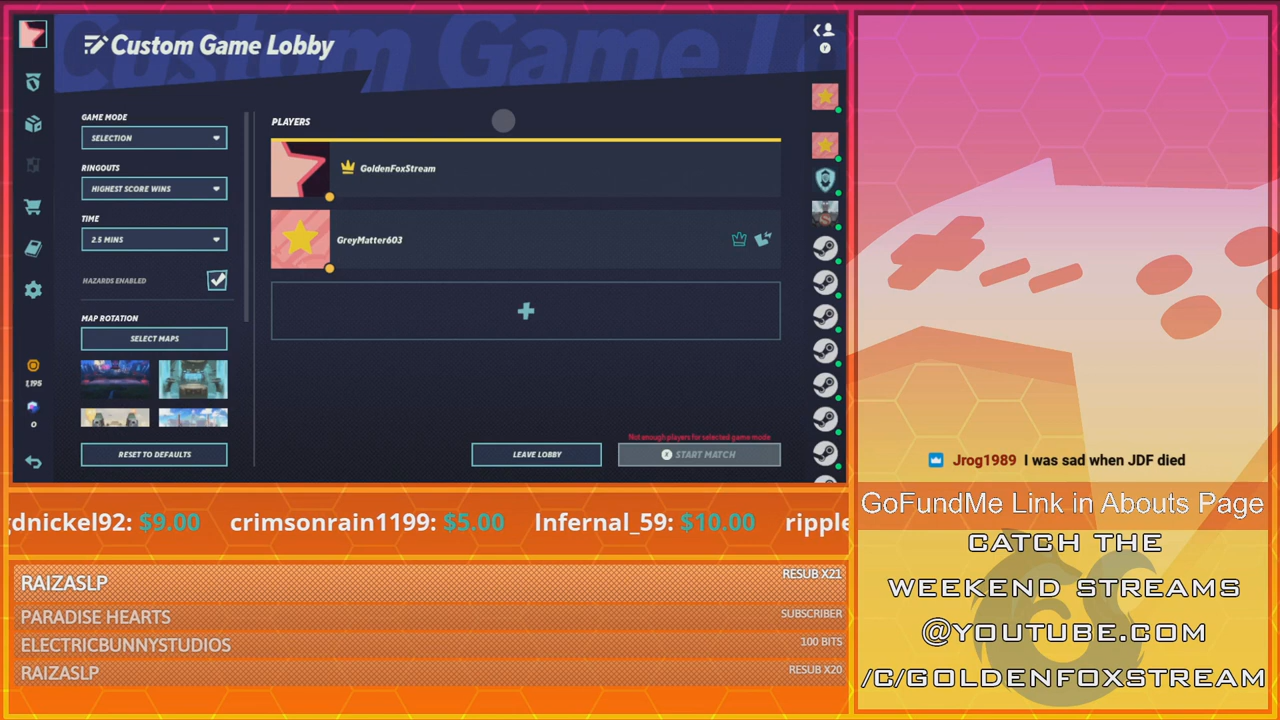 Custom Game Lobby
Y
GAME MODE
SELECTION
RINGOUTS
HIGHEST SCORE WINS
TIME
2.5 MINS
HAZARDS ENABLED
MAP ROTATION
SELECT MAPS
RESET TO DEFAULTS
1,195
0
PLAYERS
GoldenFoxStream
GreyMatter603
Not enough players for selected game mode
LEAVE LOBBY
X START MATCH
dnickel92: $9.00 crimsonrain1199: $5.00 Infernal_59: $10.00 ripple
RAIZASLP RESUB X21
PARADISE HEARTS SUBSCRIBER
ELECTRICBUNNYSTUDIOS 100 BITS
RAIZASLP RESUB X20
Jrog1989 I was sad when JDF died
GoFundMe Link in Abouts Page
CATCH THE
WEEKEND STREAMS
@YOUTUBE.COM
/C/GOLDENFOXSTREAM